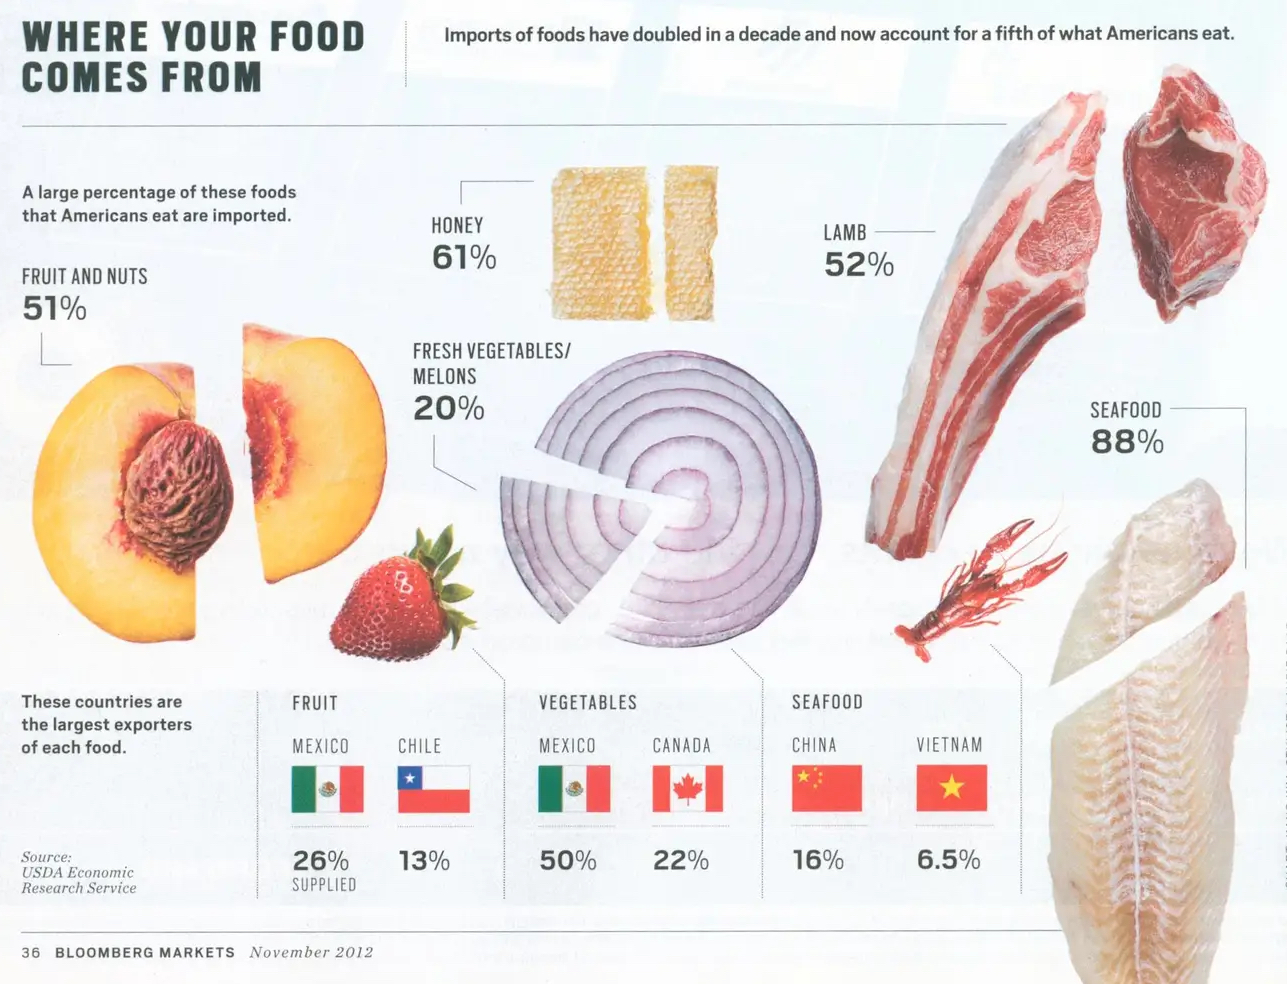 WHERE YOUR FOOD
COMES FROM
Imports of foods have doubled in a decade and now account for a fifth of what Americans eat.
A large percentage of these foods
that Americans eat are imported.
FRUIT AND NUTS
51%
HONEY
61%
LAMB
52%
FRESH VEGETABLES/
MELONS
20%
SEAFOOD
88%
These countries are
the largest exporters
of each food.
FRUIT
MEXICO
CHILE
26%
SUPPLIED
13%
VEGETABLES
MEXICO
CANADA
50%
22%
SEAFOOD
CHINA
VIETNAM
16%
6.5%
Source:
USDA Economic
Research Service
36 BLOOMBERG MARKETS November 2012